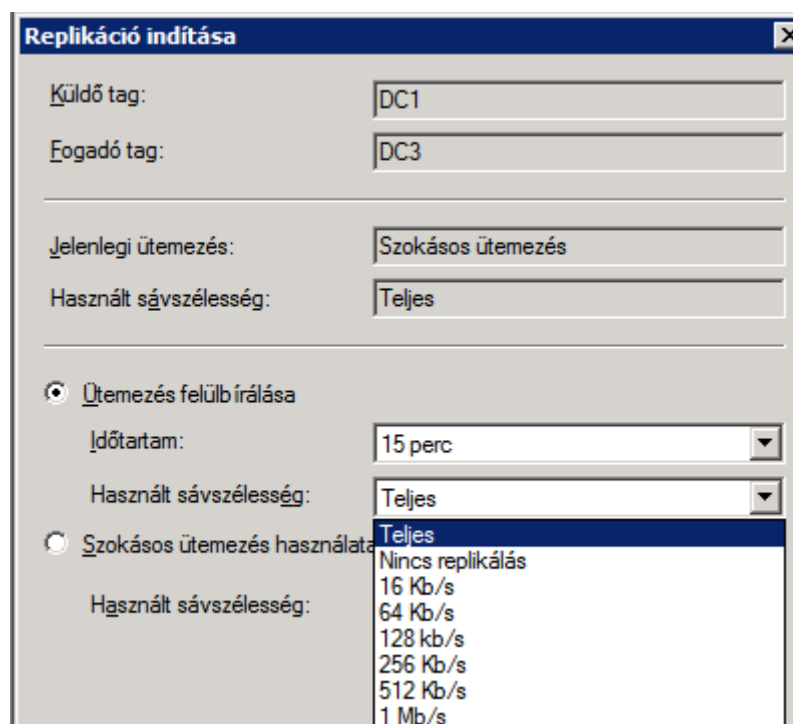 Replikáció indítása
Küldő tag: DC1
Fogadó tag: DC3
Jelenlegi ütemezés: Szokásos ütemezés
Használt sávszélesség: Teljes
Ütemezés felülbírálása
Időtartam: 15 perc
Használt sávszélesség: Teljes
Teljes
Szokásos ütemezés használata
Nincs replikálás
16 Kb/s
Használt sávszélesség:
64 Kb/s
128 kb/s
256 Kb/s
512 Kb/s
1 Mb/s